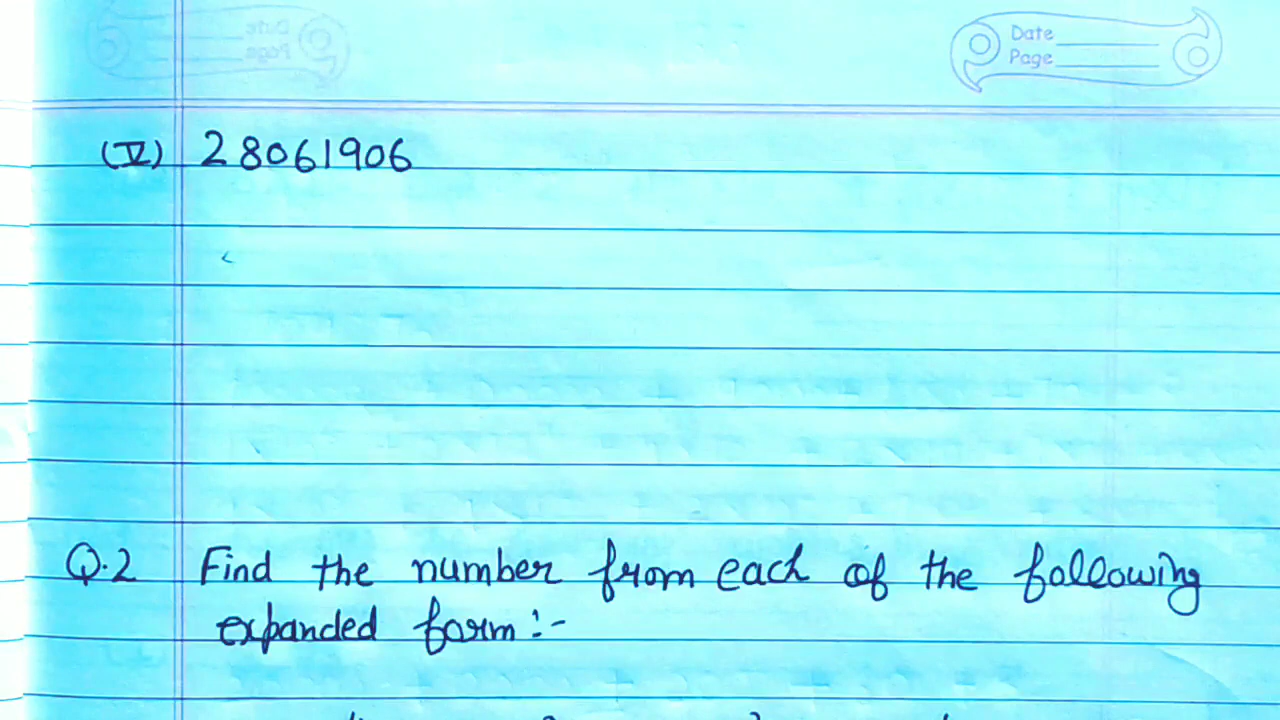 Date
Page
(V) 28061906
Q.2 Find the number from each of the following
expanded form :-